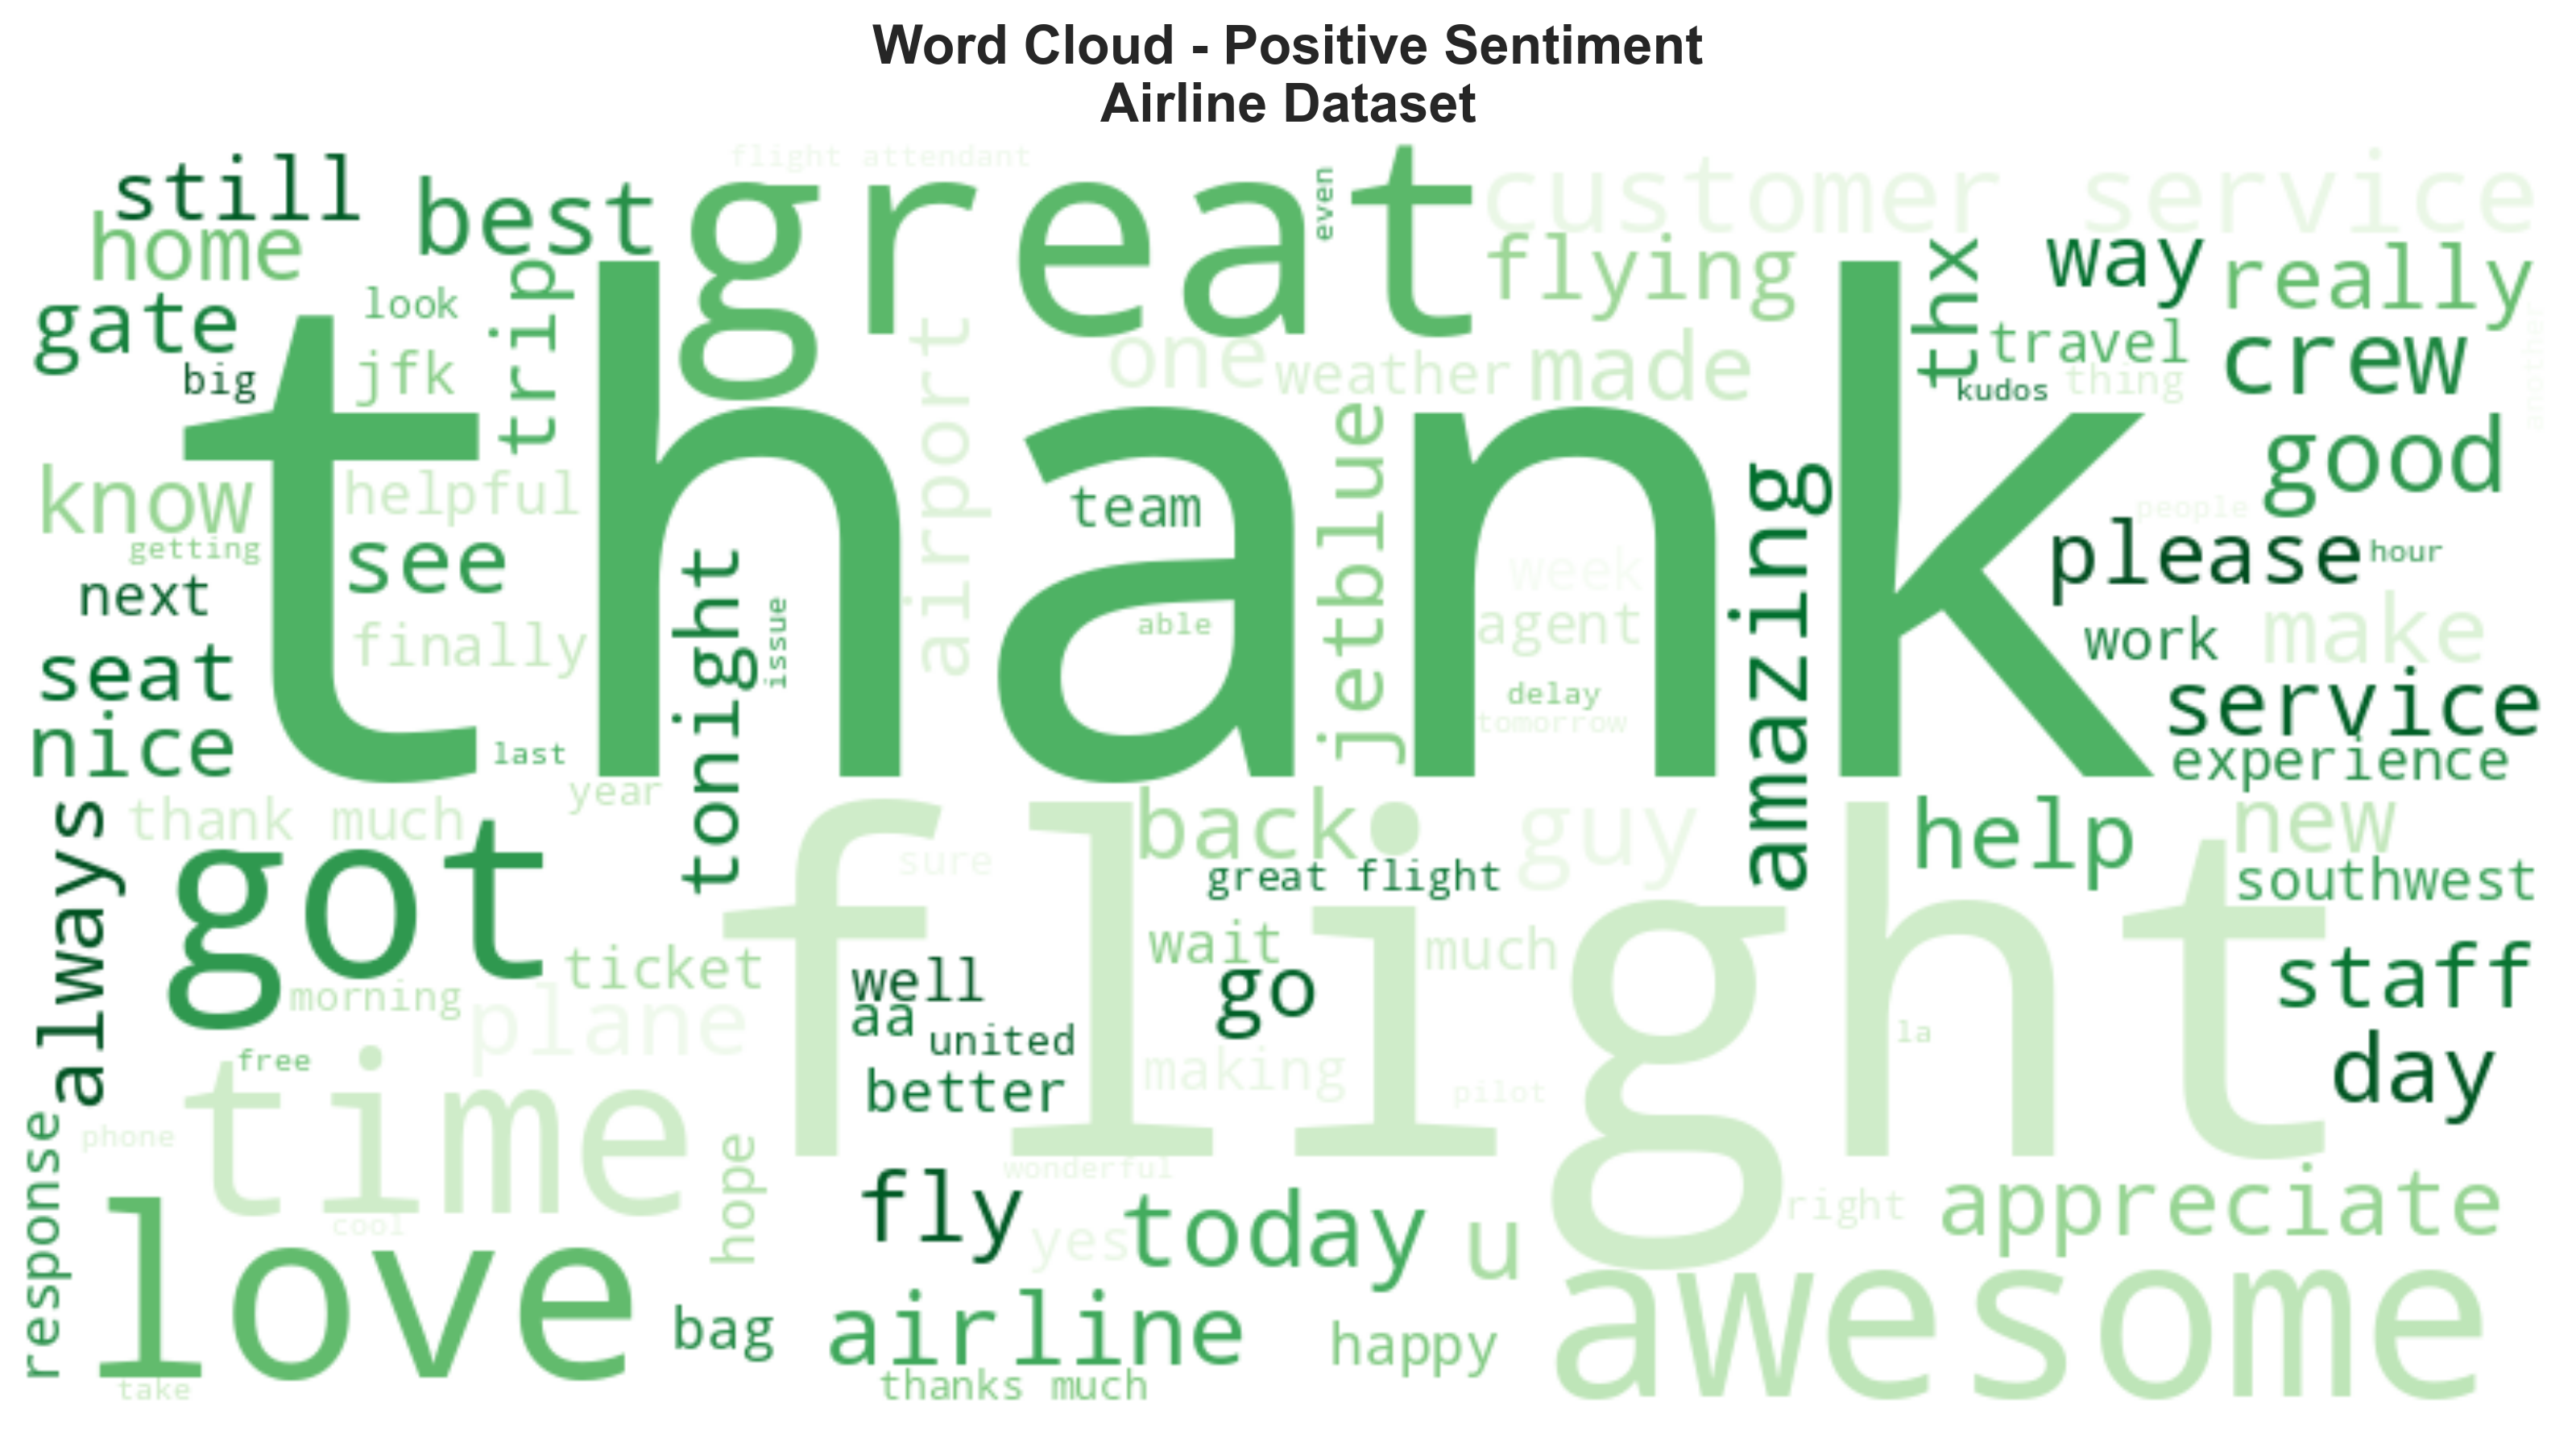 Word Cloud - Positive Sentiment
Airline Dataset
flight attendant
still
best
great
even
customer service
home
flying
thx
way
really
gate
look
trip
jfk
big
airport
one
weather
made
travel
kudos
thing
crew
another
thank
know
helpful
team
jetblue
amazing
good
people
getting
see
please
hour
next
tonight
issue
week
agent
able
work
make
finally
seat
delay
tomorrow
service
nice
last
experience
year
always
thank much
back
guy
help
new
got
sure
great flight
southwest
flight
ticket
wait
much
morning
plane
well
go
staff
aa
united
la
free
time
better
making
pilot
day
response
phone
hope
wonderful
fly
right
appreciate
cool
yes
today
u
love
awesome
bag
airline
happy
take
thanks much